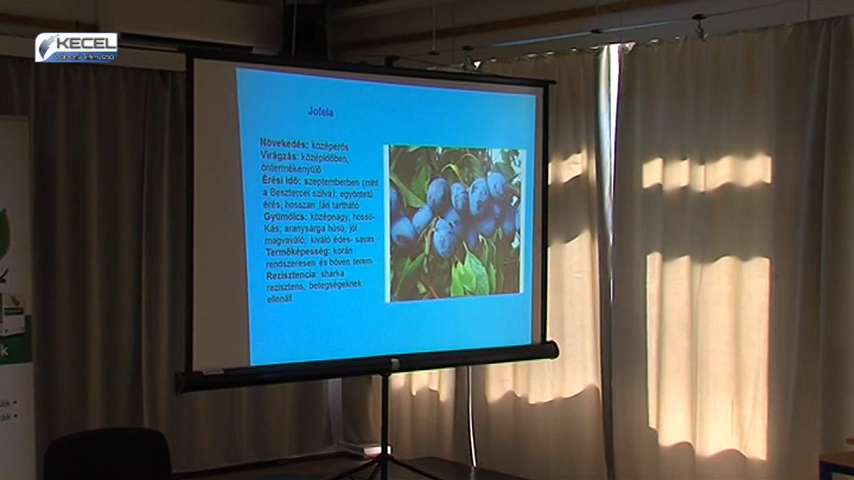 KECEL
Jofela
Növekedés: középerős
Virágzás: középidőben,
öntermékenyülő
Érési idő: szeptemberben (mint
a Besztercei szilva); egyöntetű
érés, hosszan fán tartható
Gyümölcs: középnagy, hossú-
Kás; aranysárga húsú, jól
magvaváló; kiváló édes- savas
Termőképesség: korán
rendszeresen és bőven terem
Rezisztencia: sharka
rezisztens, betegségeknek
ellenáll